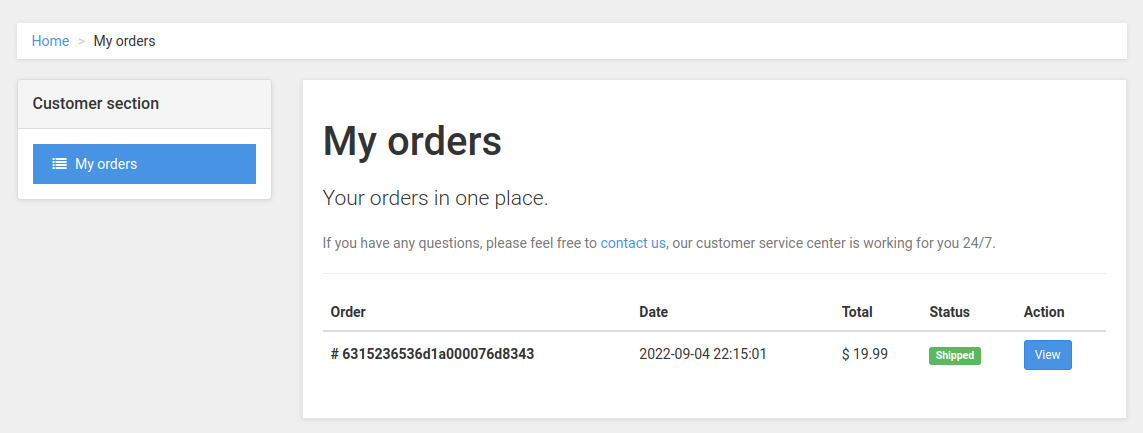 Home > My orders
Customer section
My orders
My orders
Your orders in one place.
If you have any questions, please feel free to contact us, our customer service center is working for you 24/7.
Order Date Total Status Action
# 6315236536d1a000076d8343 2022-09-04 22:15:01 $ 19.99 Shipped View